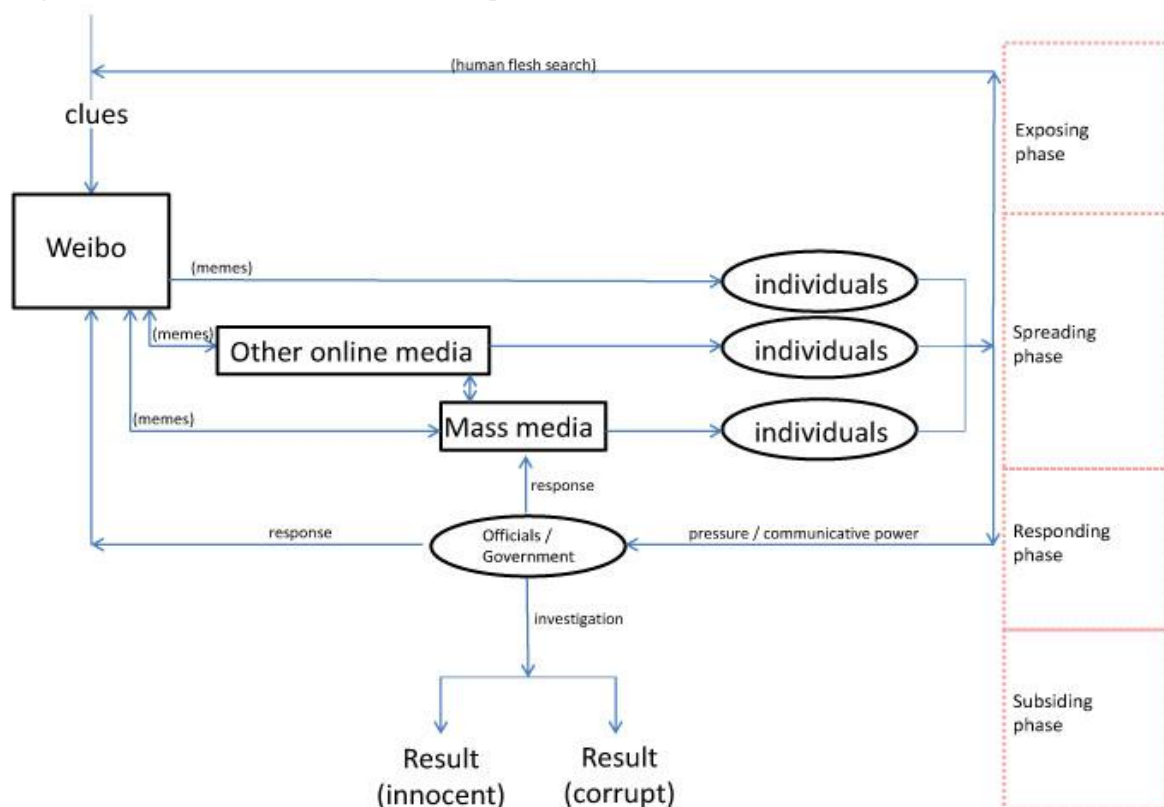 (human flesh search)
clues
Exposing
phase
Weibo
(memes)
individuals
(memes)
Other online media
individuals
Spreading
phase
(memes)
Mass media
individuals
response
response
Officials /
Government
pressure / communicative power
Responding
phase
investigation
Subsiding
phase
Result
(innocent)
Result
(corrupt)